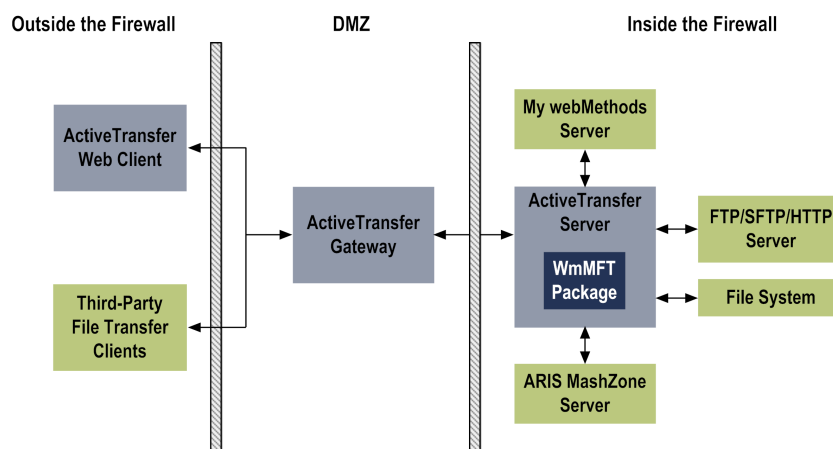 Outside the Firewall
DMZ
Inside the Firewall
ActiveTransfer
Web Client
Third-Party
File Transfer
Clients
ActiveTransfer
Gateway
My webMethods
Server
ActiveTransfer
Server
WmMFT
Package
FTP/SFTP/HTTP
Server
File System
ARIS MashZone
Server